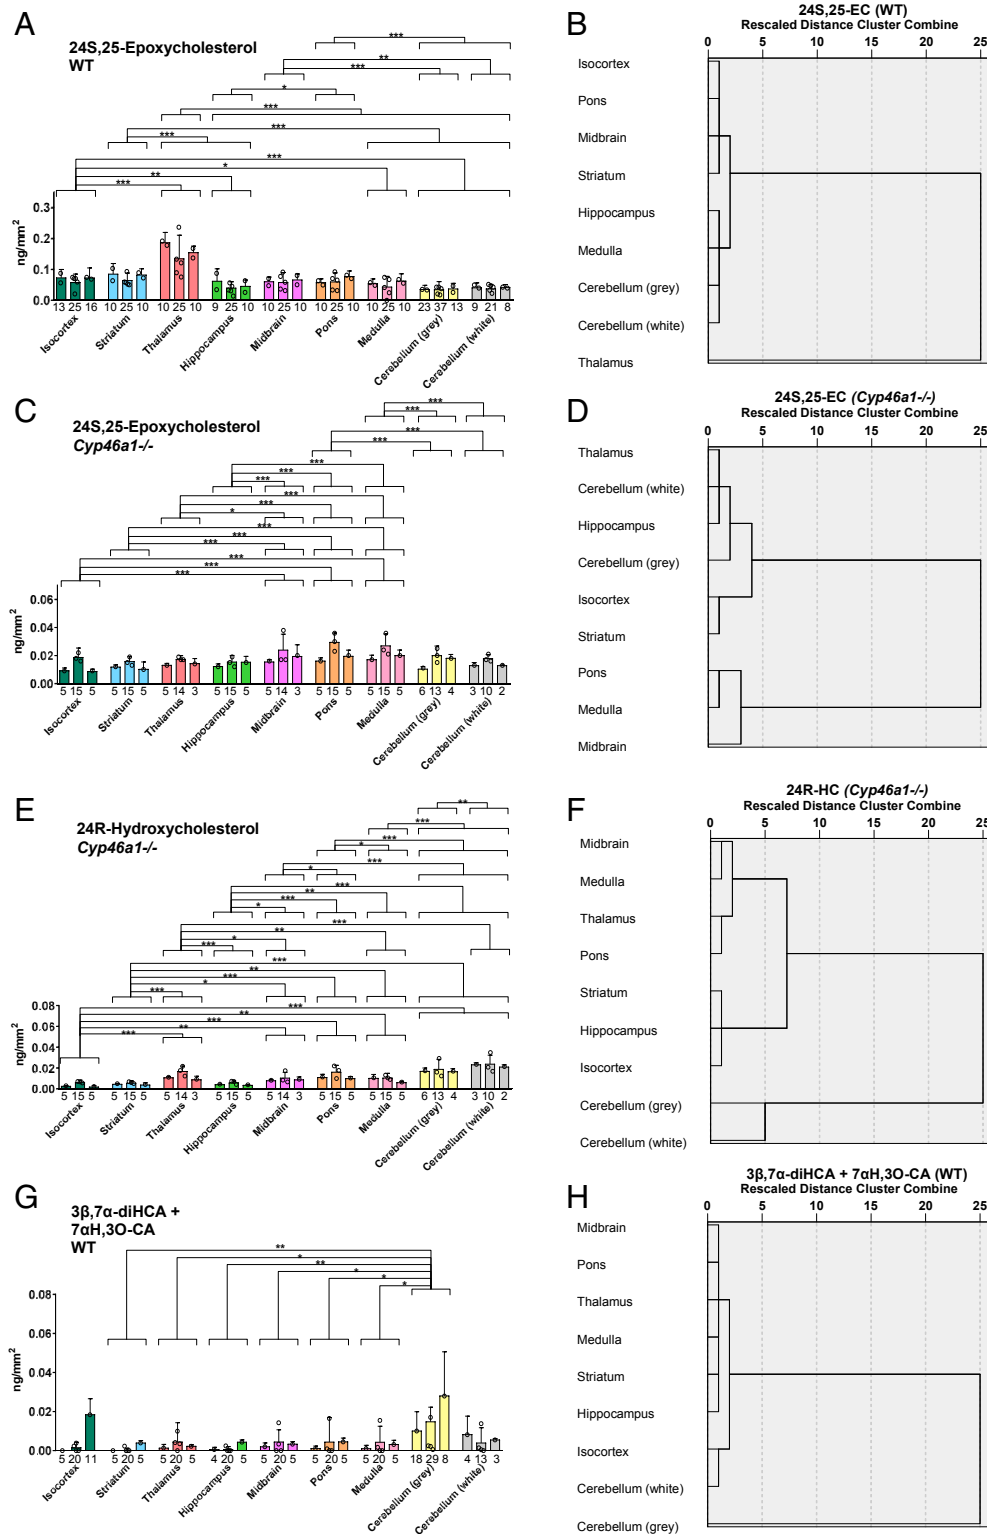 A
24S,25-Epoxycholesterol
WT
***
**
***
*
***
***
***
***
*
**
***
ng/mm2
0.3
0.2
0.1
0.0
13 25 16 10 25 10 10 25 10 9 25 10 10 25 10 10 25 10 10 25 10 23 37 13 9 21 8
Isocortex
Striatum
Thalamus
Hippocampus
Midbrain
Pons
Medulla
Cerebellum (grey)
Cerebellum (white)
B
24S,25-EC (WT)
Rescaled Distance Cluster Combine
0 5 10 15 20 25
Isocortex
Pons
Midbrain
Striatum
Hippocampus
Medulla
Cerebellum (grey)
Cerebellum (white)
Thalamus
C
24S,25-Epoxycholesterol
Cyp46a1-/-
***
***
***
***
***
***
***
***
***
*
***
***
***
***
***
***
ng/mm2
0.06
0.04
0.02
0.00
5 15 5 5 15 5 5 14 3 5 15 5 5 14 3 5 15 5 5 15 5 6 13 4 3 10 2
Isocortex
Striatum
Thalamus
Hippocampus
Midbrain
Pons
Medulla
Cerebellum (grey)
Cerebellum (white)
D
24S,25-EC (Cyp46a1-/-)
Rescaled Distance Cluster Combine
0 5 10 15 20 25
Thalamus
Cerebellum (white)
Hippocampus
Cerebellum (grey)
Isocortex
Striatum
Pons
Medulla
Midbrain
E
24R-Hydroxycholesterol
Cyp46a1-/-
**
***
***
*
***
*
***
**
***
*
***
**
*
***
***
**
***
*
***
***
**
***
**
***
ng/mm2
0.08
0.06
0.04
0.02
0.00
5 15 5 5 15 5 5 14 3 5 15 5 5 14 3 5 15 5 5 15 5 6 13 4 3 10 2
Isocortex
Striatum
Thalamus
Hippocampus
Midbrain
Pons
Medulla
Cerebellum (grey)
Cerebellum (white)
F
24R-HC (Cyp46a1-/-)
Rescaled Distance Cluster Combine
0 5 10 15 20 25
Midbrain
Medulla
Thalamus
Pons
Striatum
Hippocampus
Isocortex
Cerebellum (grey)
Cerebellum (white)
G
3β,7α-diHCA +
7αH,3O-CA
WT
**
*
**
*
*
*
ng/mm2
0.08
0.06
0.04
0.02
0.00
5 20 11 5 20 5 5 20 5 4 20 5 5 20 5 5 20 5 5 20 5 18 29 8 4 13 3
Isocortex
Striatum
Thalamus
Hippocampus
Midbrain
Pons
Medulla
Cerebellum (grey)
Cerebellum (white)
H
3β,7α-diHCA + 7αH,3O-CA (WT)
Rescaled Distance Cluster Combine
0 5 10 15 20 25
Midbrain
Pons
Thalamus
Medulla
Striatum
Hippocampus
Isocortex
Cerebellum (white)
Cerebellum (grey)